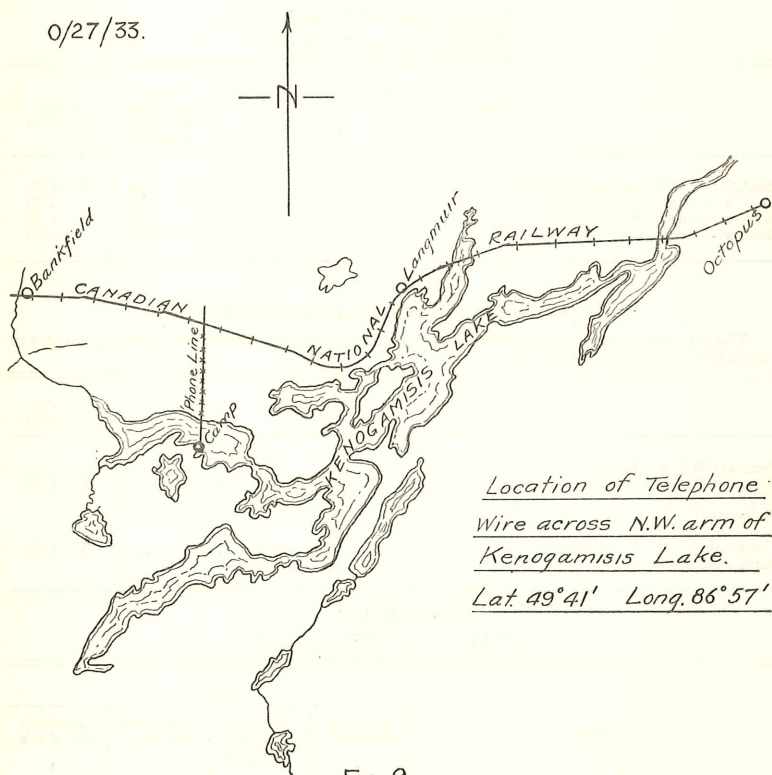 0/27/33.
N
Bankfield
CANADIAN
NATIONAL
Langmuir
RAILWAY
Octopus
Phone Line
Camp
KENOGAMISIS LAKE
Location of Telephone
Wire across N.W. arm of
Kenogamisis Lake.
Lat. 49°41' Long. 86°57'